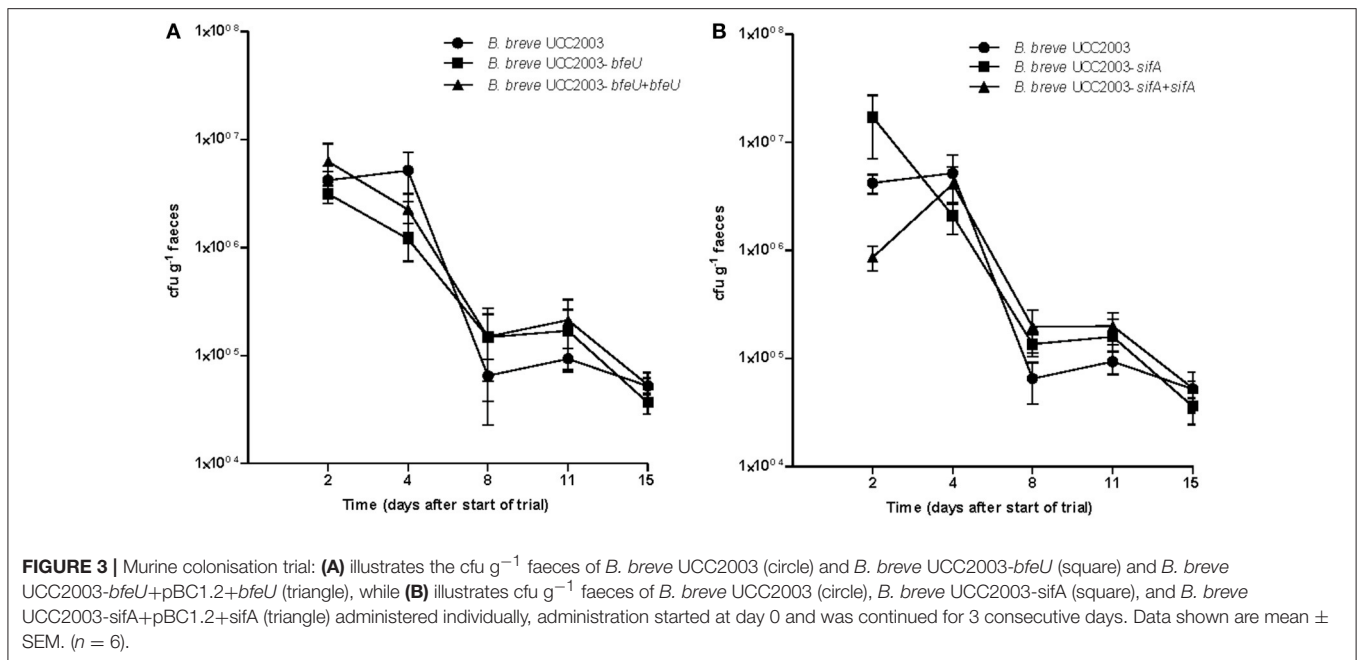 A
B. breve UCC2003
B. breve UCC2003-bfeU
B. breve UCC2003-bfeU+bfeU
1x10^08
1x10^07
1x10^06
1x10^05
1x10^04
cfu g^-1 faeces
2 4 8 11 15
Time (days after start of trial)
B
B. breve UCC2003
B. breve UCC2003-sifA
B. breve UCC2003-sifA+sifA
1x10^08
1x10^07
1x10^06
1x10^05
1x10^04
cfu g^-1 faeces
2 4 8 11 15
Time (days after start of trial)
FIGURE 3 | Murine colonisation trial: (A) illustrates the cfu g−1 faeces of B. breve UCC2003 (circle) and B. breve UCC2003-bfeU (square) and B. breve
UCC2003-bfeU+pBC1.2+bfeU (triangle), while (B) illustrates cfu g−1 faeces of B. breve UCC2003 (circle), B. breve UCC2003-sifA (square), and B. breve
UCC2003-sifA+pBC1.2+sifA (triangle) administered individually, administration started at day 0 and was continued for 3 consecutive days. Data shown are mean ±
SEM. (n = 6).